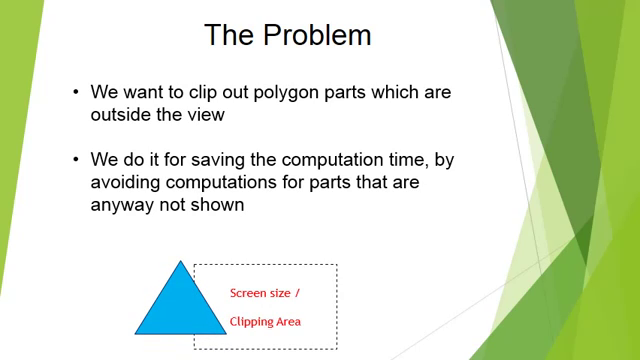 The Problem
• We want to clip out polygon parts which are
outside the view
• We do it for saving the computation time, by
avoiding computations for parts that are
anyway not shown
Screen size /
Clipping Area